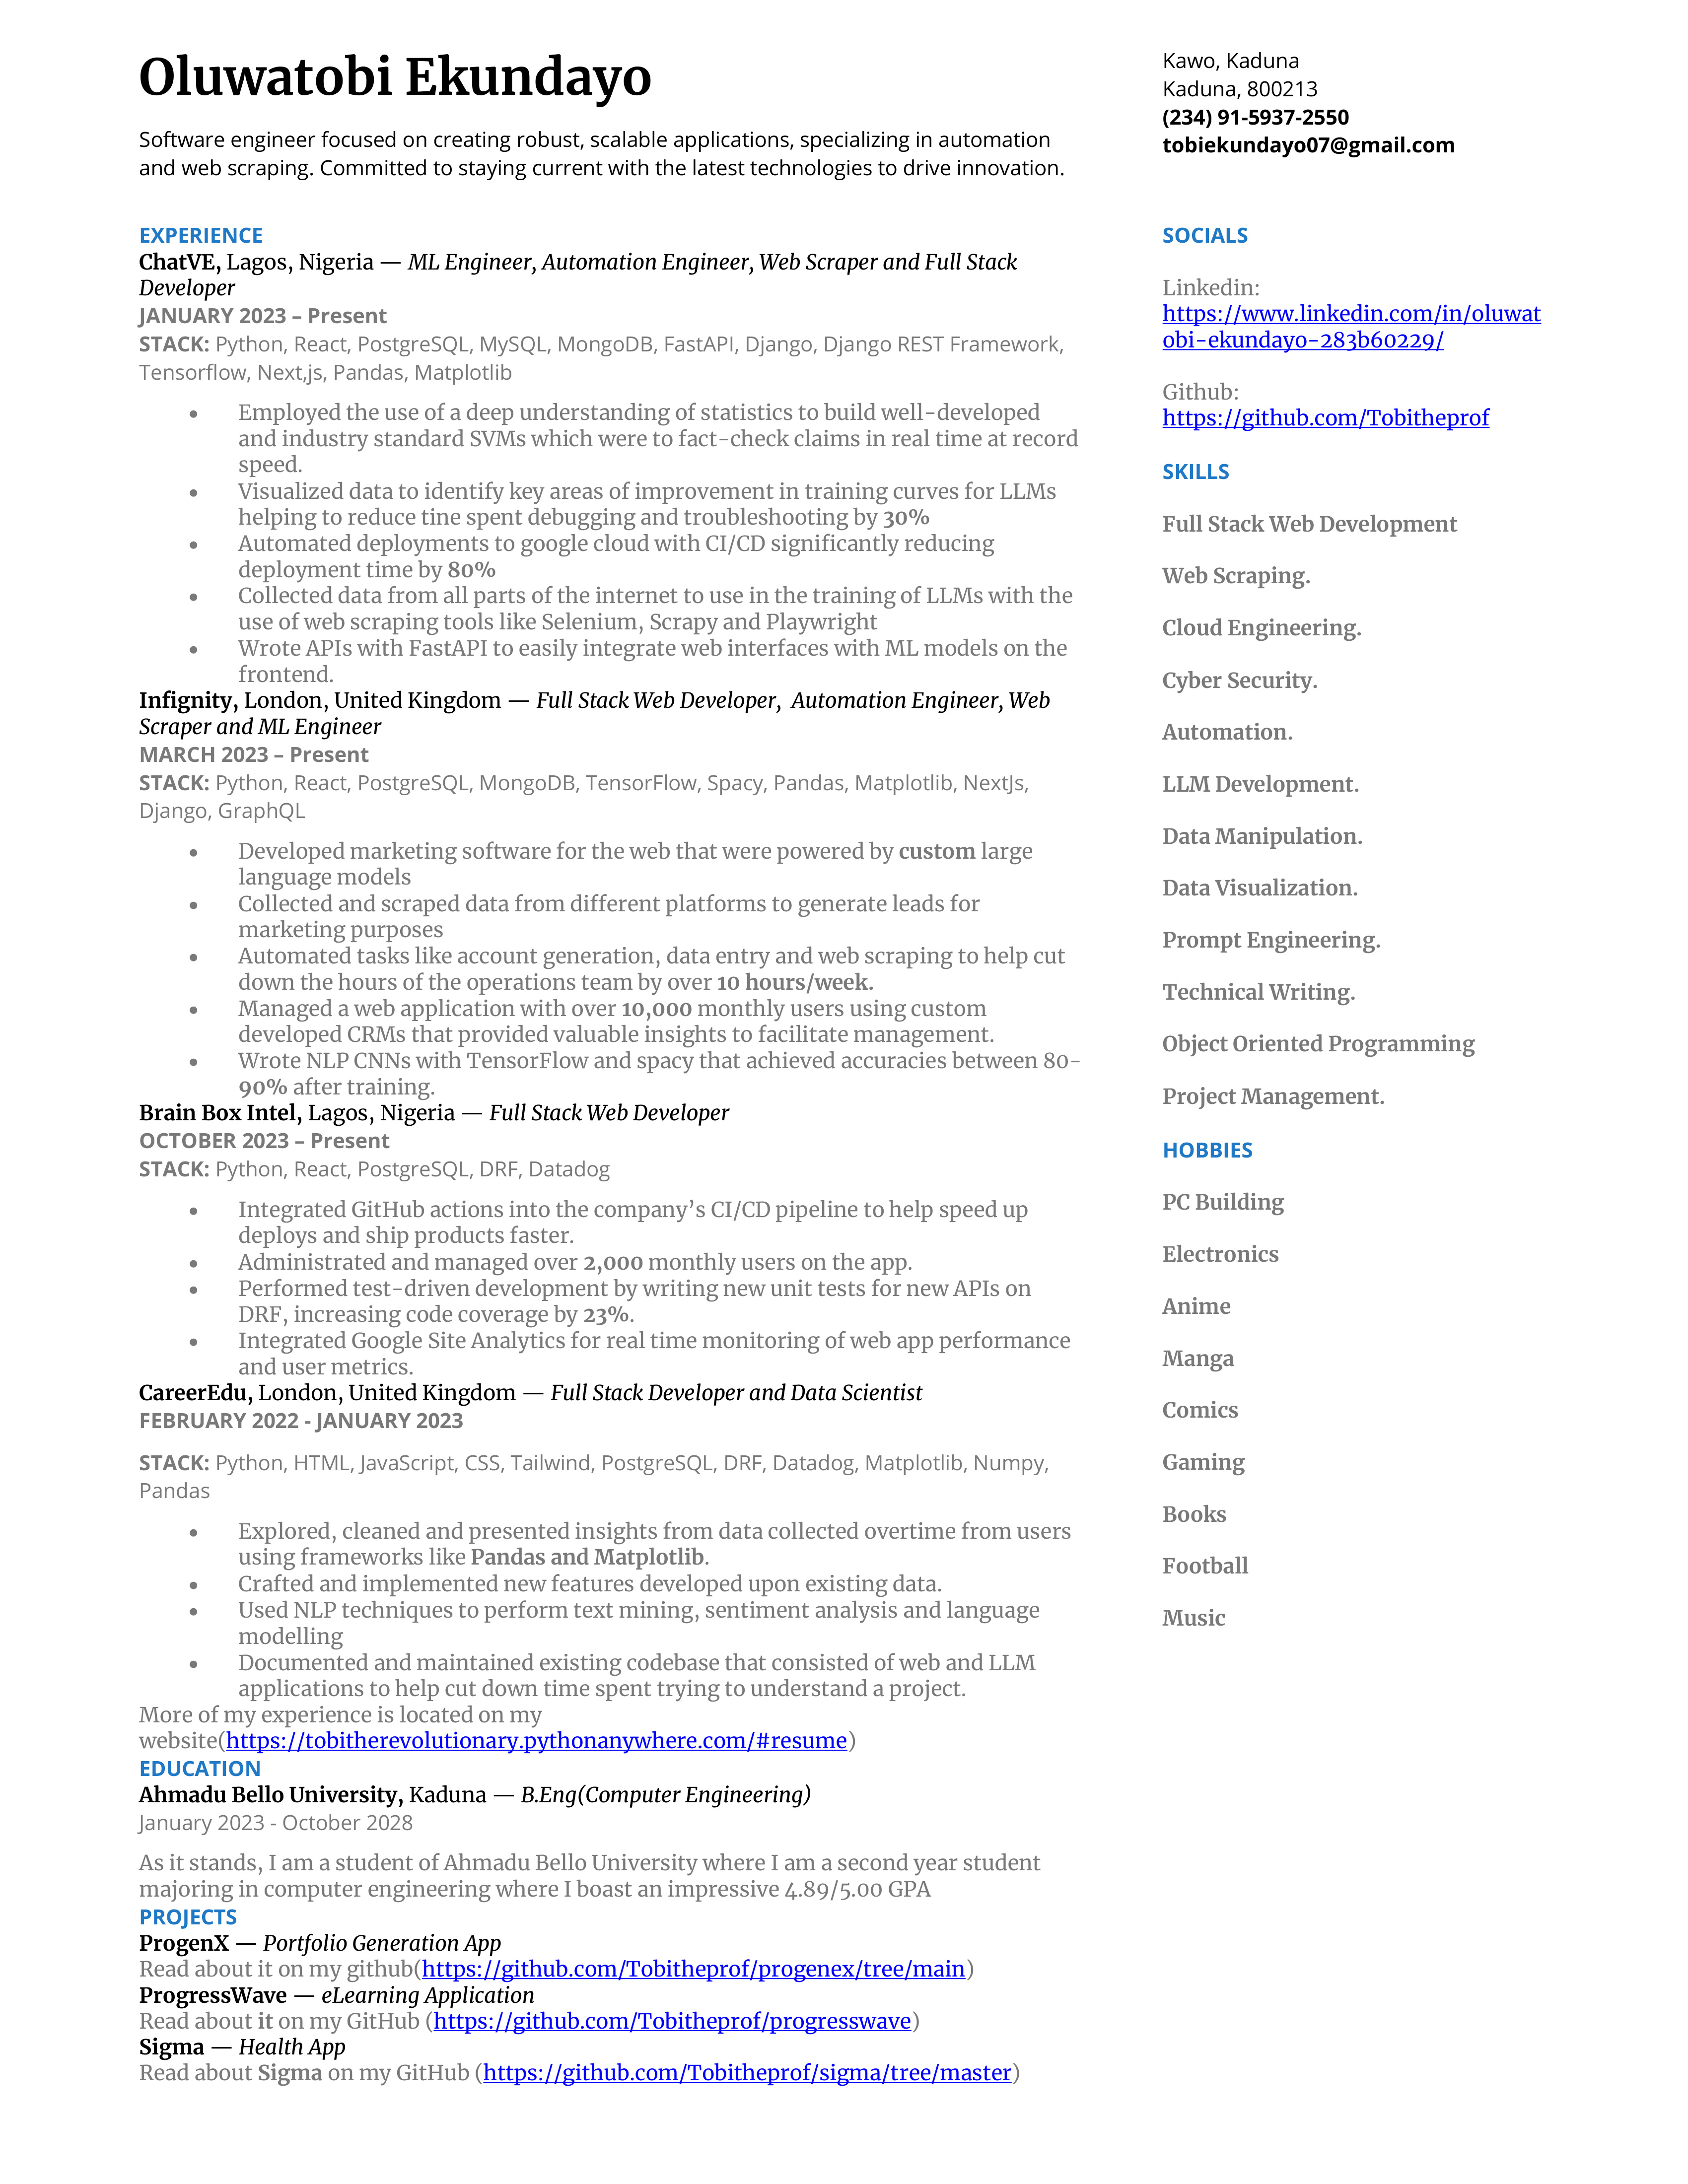 Oluwatobi Ekundayo
Software engineer focused on creating robust, scalable applications, specializing in automation
and web scraping. Committed to staying current with the latest technologies to drive innovation.
Kawo, Kaduna
Kaduna, 800213
(234) 91-5937-2550
tobiekundayo07@gmail.com
EXPERIENCE
ChatVE, Lagos, Nigeria — ML Engineer, Automation Engineer, Web Scraper and Full Stack
Developer
JANUARY 2023 – Present
STACK: Python, React, PostgreSQL, MySQL, MongoDB, FastAPI, Django, Django REST Framework,
Tensorflow, Next,js, Pandas, Matplotlib
• Employed the use of a deep understanding of statistics to build well-developed
and industry standard SVMs which were to fact-check claims in real time at record
speed.
• Visualized data to identify key areas of improvement in training curves for LLMs
helping to reduce tine spent debugging and troubleshooting by 30%
• Automated deployments to google cloud with CI/CD significantly reducing
deployment time by 80%
• Collected data from all parts of the internet to use in the training of LLMs with the
use of web scraping tools like Selenium, Scrapy and Playwright
• Wrote APIs with FastAPI to easily integrate web interfaces with ML models on the
frontend.
Infignity, London, United Kingdom — Full Stack Web Developer, Automation Engineer, Web
Scraper and ML Engineer
MARCH 2023 – Present
STACK: Python, React, PostgreSQL, MongoDB, TensorFlow, Spacy, Pandas, Matplotlib, NextJs,
Django, GraphQL
• Developed marketing software for the web that were powered by custom large
language models
• Collected and scraped data from different platforms to generate leads for
marketing purposes
• Automated tasks like account generation, data entry and web scraping to help cut
down the hours of the operations team by over 10 hours/week.
• Managed a web application with over 10,000 monthly users using custom
developed CRMs that provided valuable insights to facilitate management.
• Wrote NLP CNNs with TensorFlow and spacy that achieved accuracies between 80-
90% after training.
Brain Box Intel, Lagos, Nigeria — Full Stack Web Developer
OCTOBER 2023 – Present
STACK: Python, React, PostgreSQL, DRF, Datadog
• Integrated GitHub actions into the company’s CI/CD pipeline to help speed up
deploys and ship products faster.
• Administrated and managed over 2,000 monthly users on the app.
• Performed test-driven development by writing new unit tests for new APIs on
DRF, increasing code coverage by 23%.
• Integrated Google Site Analytics for real time monitoring of web app performance
and user metrics.
CareerEdu, London, United Kingdom — Full Stack Developer and Data Scientist
FEBRUARY 2022 - JANUARY 2023
STACK: Python, HTML, JavaScript, CSS, Tailwind, PostgreSQL, DRF, Datadog, Matplotlib, Numpy,
Pandas
• Explored, cleaned and presented insights from data collected overtime from users
using frameworks like Pandas and Matplotlib.
• Crafted and implemented new features developed upon existing data.
• Used NLP techniques to perform text mining, sentiment analysis and language
modelling
• Documented and maintained existing codebase that consisted of web and LLM
applications to help cut down time spent trying to understand a project.
More of my experience is located on my
website(https://tobitherevolutionary.pythonanywhere.com/#resume)
EDUCATION
Ahmadu Bello University, Kaduna — B.Eng(Computer Engineering)
January 2023 - October 2028
As it stands, I am a student of Ahmadu Bello University where I am a second year student
majoring in computer engineering where I boast an impressive 4.89/5.00 GPA
PROJECTS
ProgenX — Portfolio Generation App
Read about it on my github(https://github.com/Tobitheprof/progenex/tree/main)
ProgressWave — eLearning Application
Read about it on my GitHub (https://github.com/Tobitheprof/progresswave)
Sigma — Health App
Read about Sigma on my GitHub (https://github.com/Tobitheprof/sigma/tree/master)
SOCIALS
Linkedin:
https://www.linkedin.com/in/oluwat
obi-ekundayo-283b60229/
Github:
https://github.com/Tobitheprof
SKILLS
Full Stack Web Development
Web Scraping.
Cloud Engineering.
Cyber Security.
Automation.
LLM Development.
Data Manipulation.
Data Visualization.
Prompt Engineering.
Technical Writing.
Object Oriented Programming
Project Management.
HOBBIES
PC Building
Electronics
Anime
Manga
Comics
Gaming
Books
Football
Music